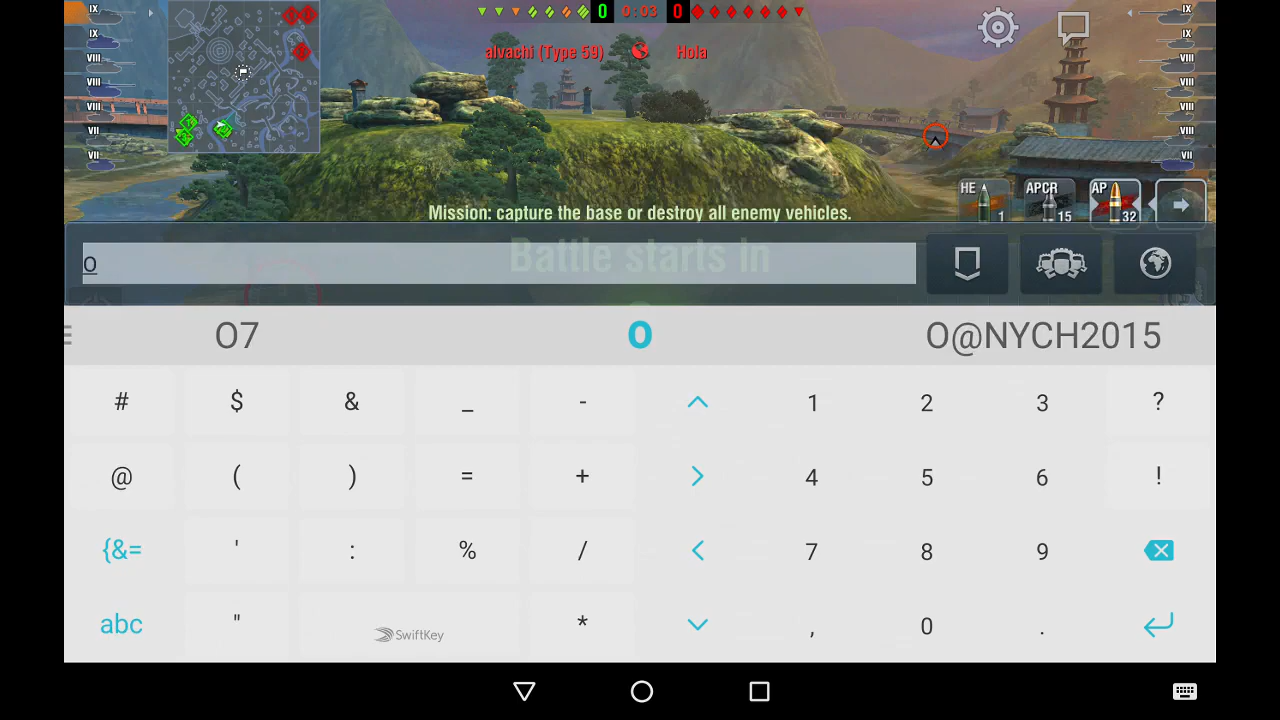 IX
IX
VIII
VIII
VIII
VII
VII
0 0:03 0
alvachi (Type 59) Hola
IX
IX
VIII
VIII
VIII
VIII
VII
HE 1
APCR 15
AP 32
Mission: capture the base or destroy all enemy vehicles.
Battle starts in
O
O7 O O@NYCH2015
# $ & _ - 1 2 3 ?
@ ( ) = + 4 5 6 !
{&= ' : % / 7 8 9
abc " SwiftKey * , 0 .